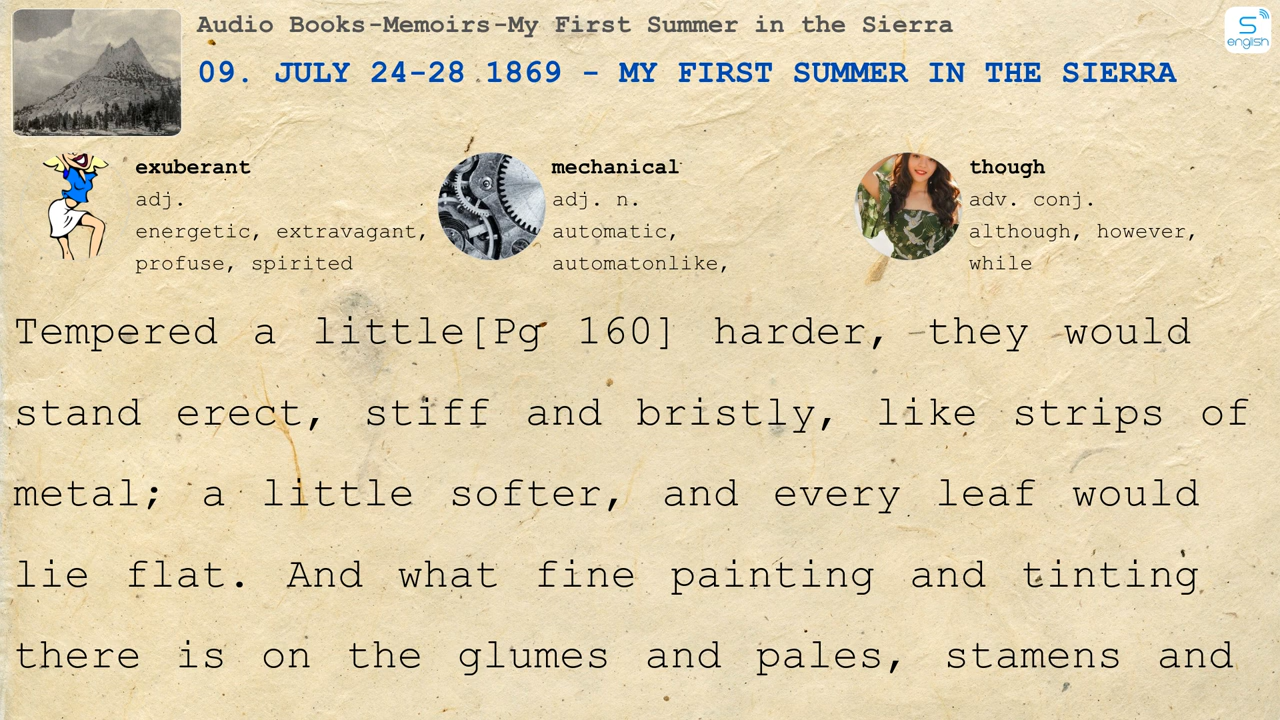 Audio Books-Memoirs-My First Summer in the Sierra
09. JULY 24-28 1869 - MY FIRST SUMMER IN THE SIERRA
S
english
exuberant
adj.
energetic, extravagant,
profuse, spirited
mechanical
adj. n.
automatic,
automatonlike,
though
adv. conj.
although, however,
while
Tempered a little[Pg 160] harder, they would
stand erect, stiff and bristly, like strips of
metal; a little softer, and every leaf would
lie flat. And what fine painting and tinting
there is on the glumes and pales, stamens and